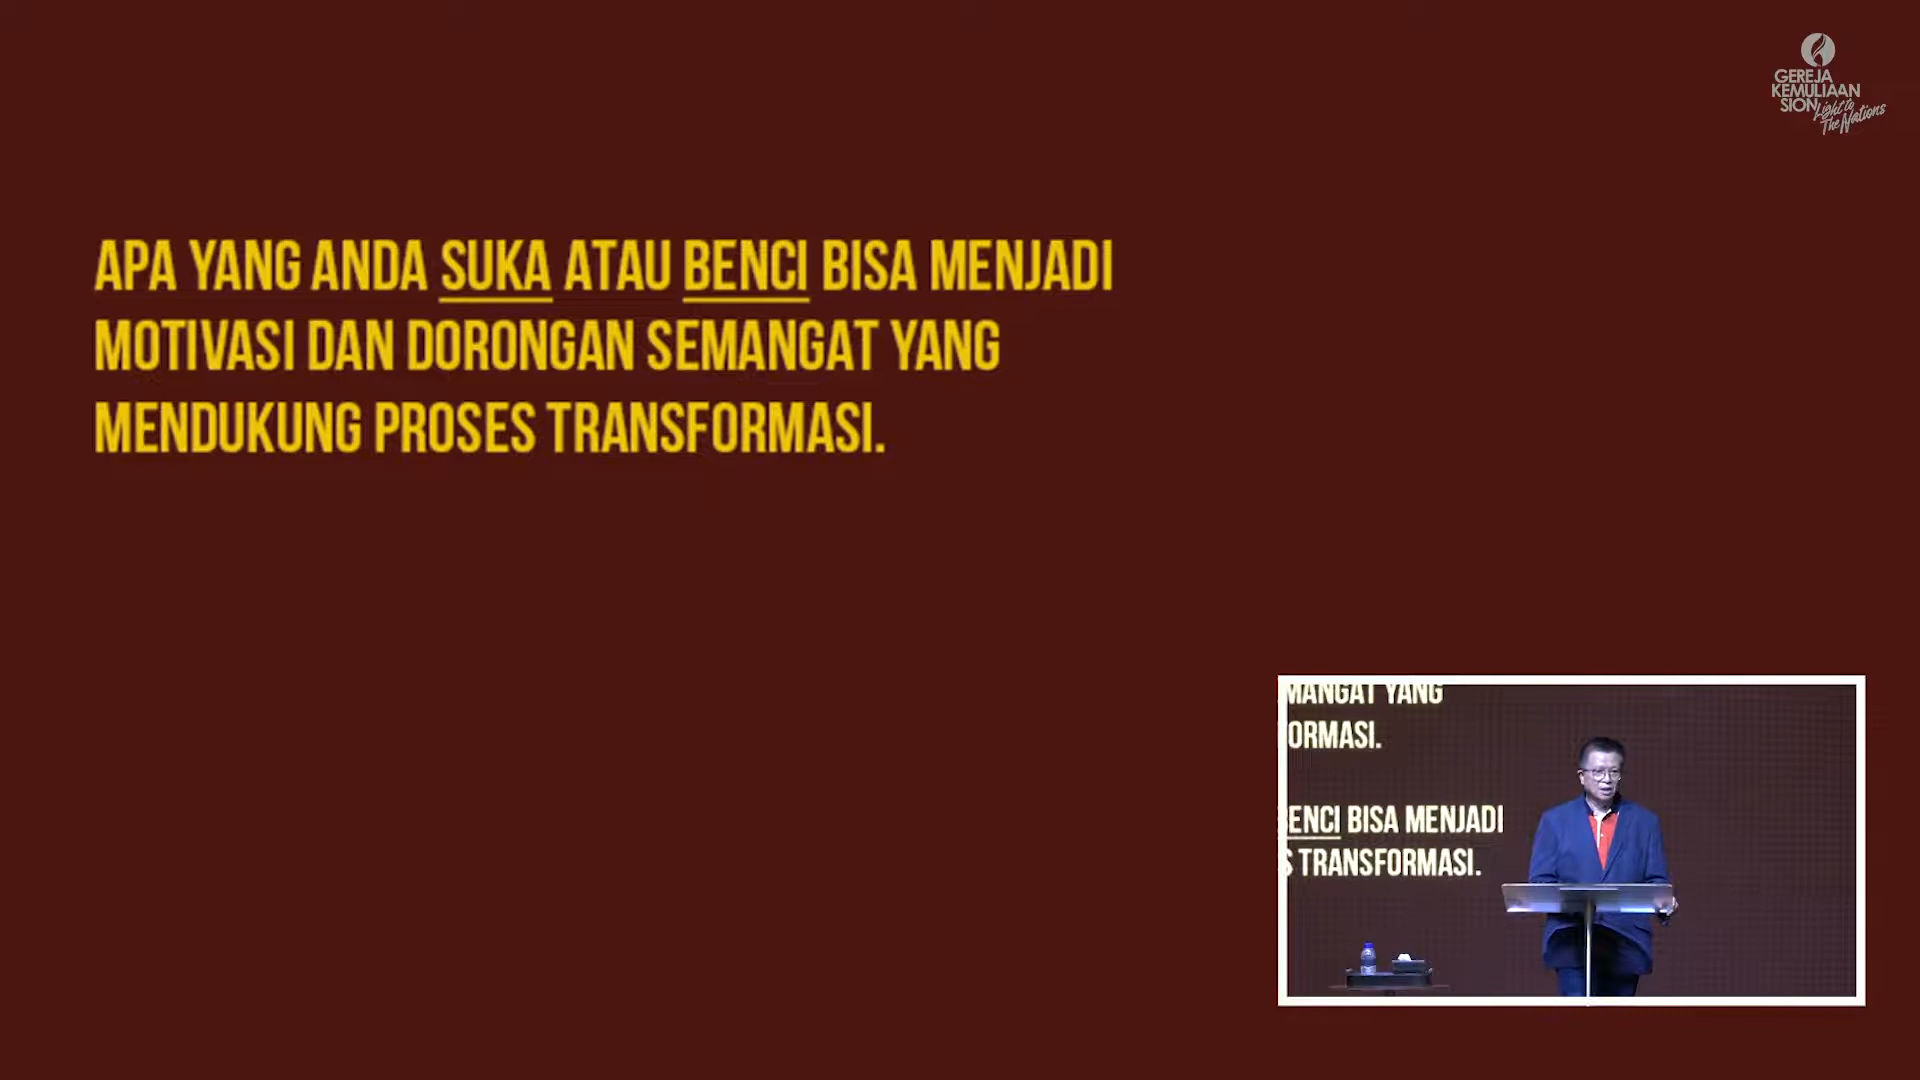 GEREJA
KEMULIAAN
SION Light to
The Nations
APA YANG ANDA SUKA ATAU BENCI BISA MENJADI
MOTIVASI DAN DORONGAN SEMANGAT YANG
MENDUKUNG PROSES TRANSFORMASI.
MANGAT YANG
ORMASI.
ENCI BISA MENJADI
S TRANSFORMASI.